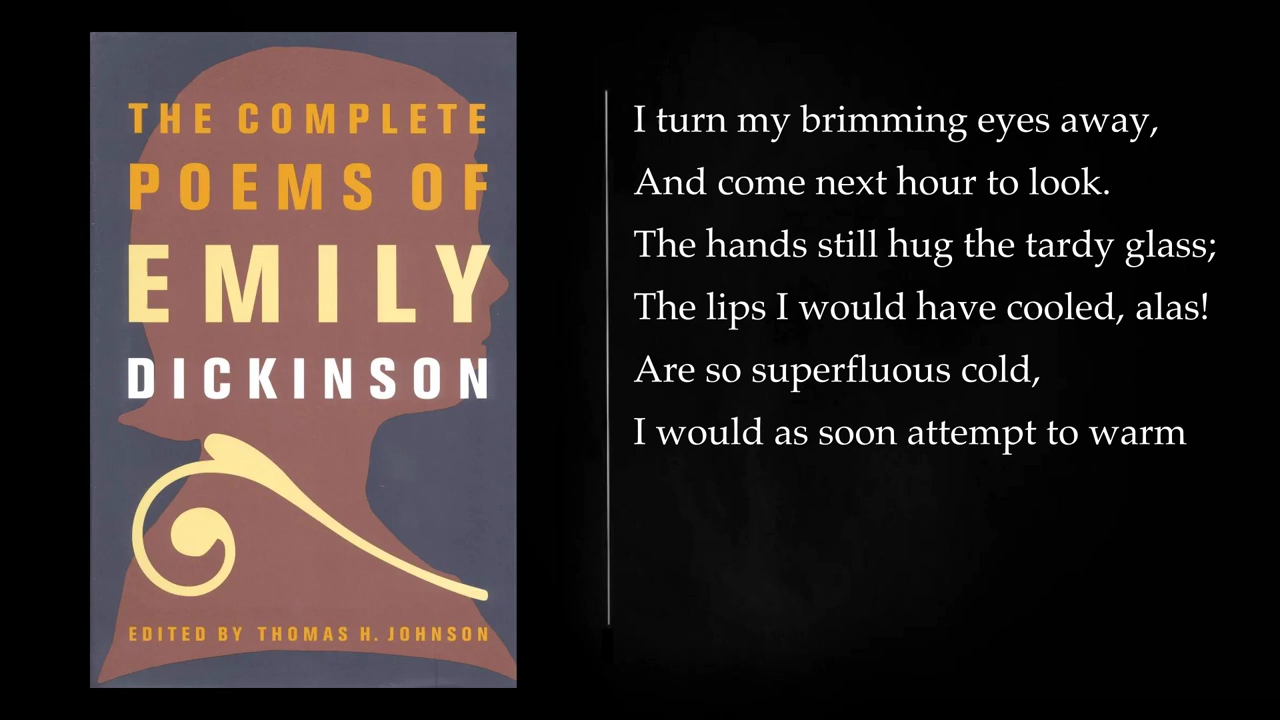 THE COMPLETE
POEMS OF
EMILY
DICKINSON
EDITED BY THOMAS H. JOHNSON
I turn my brimming eyes away,
And come next hour to look.
The hands still hug the tardy glass;
The lips I would have cooled, alas!
Are so superfluous cold,
I would as soon attempt to warm